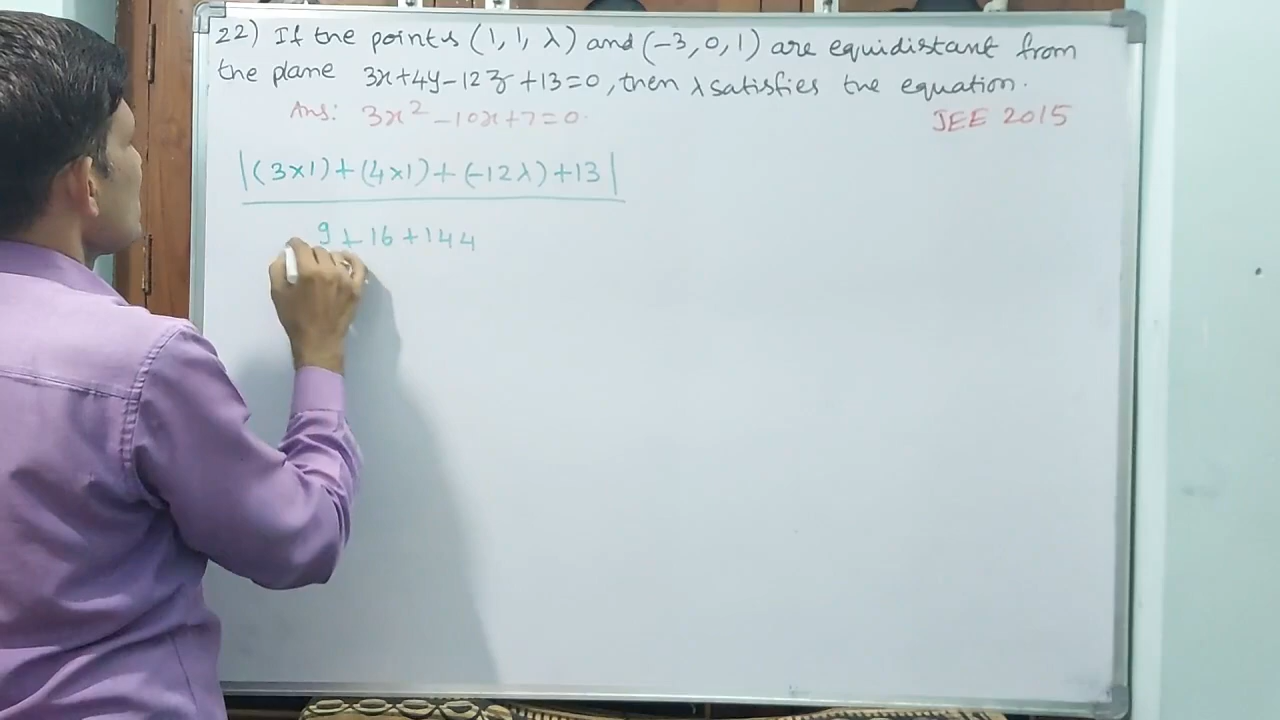 22) If the points (1, 1, λ) and (-3, 0, 1) are equidistant from
the plane 3x+4y-12z+13=0, then λ satisfies the equation.
Ans: 3x²-10x+7=0.
JEE 2015
|(3×1)+(4×1)+(-12λ)+13|
9+16+144